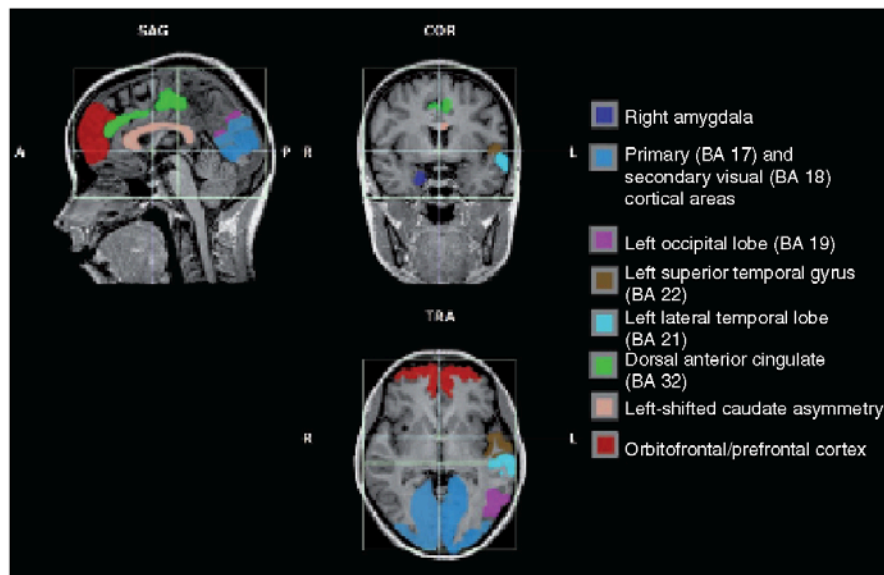 SAG
COR
A
P
R
L
Right amygdala
Primary (BA 17) and
secondary visual (BA 18)
cortical areas
Left occipital lobe (BA 19)
Left superior temporal gyrus
(BA 22)
Left lateral temporal lobe
(BA 21)
Dorsal anterior cingulate
(BA 32)
Left-shifted caudate asymmetry
Orbitofrontal/prefrontal cortex
TRA
R
L